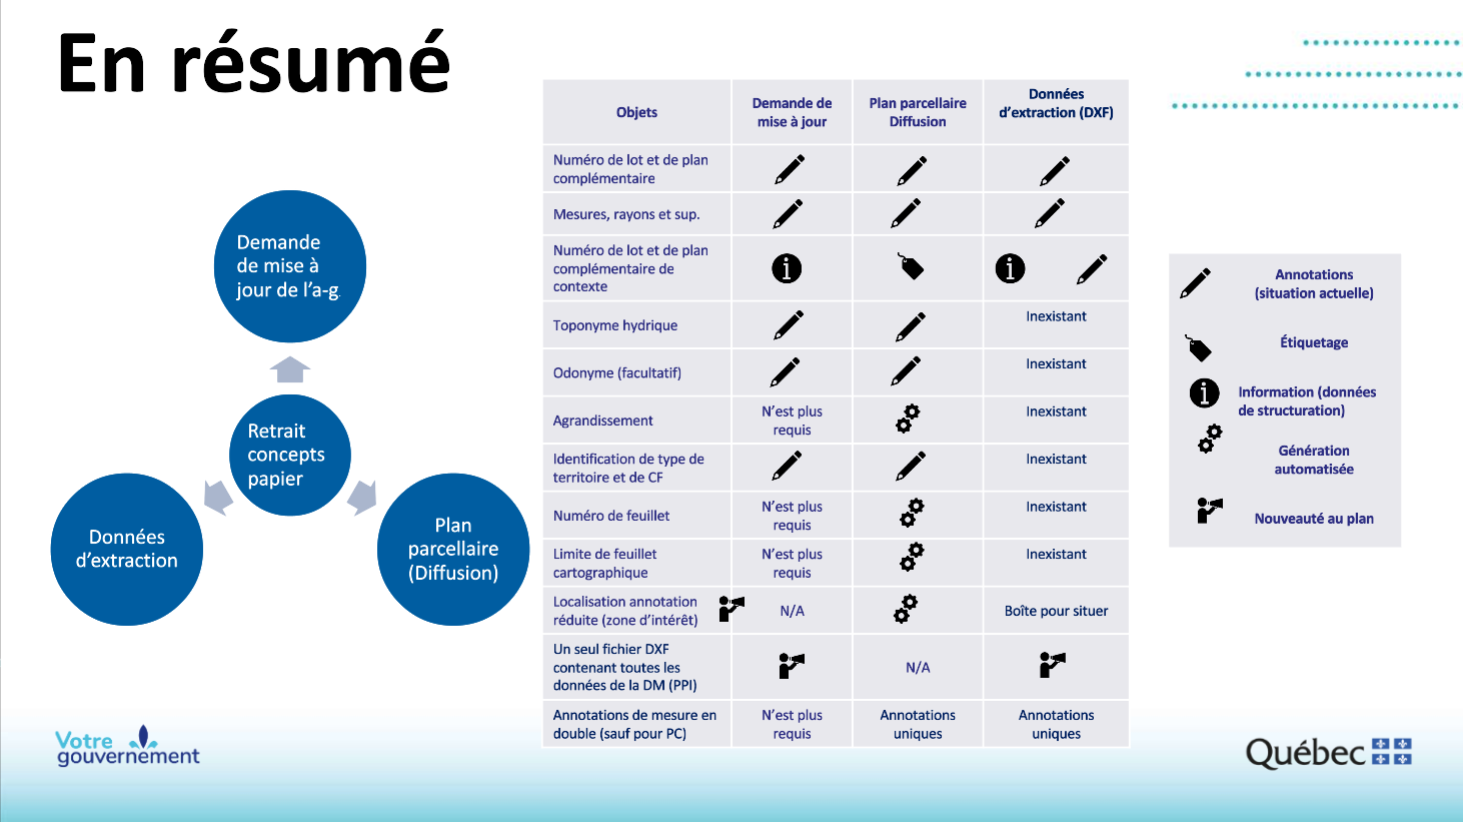 En résumé
Demande
de mise à
jour de l'a-g.
Retrait
concepts
papier
Données
d'extraction
Plan
parcellaire
(Diffusion)
Objets
Demande de
mise à jour
Plan parcellaire
Diffusion
Données
d'extraction (DXF)
Numéro de lot et de plan
complémentaire
Mesures, rayons et sup.
Numéro de lot et de plan
complémentaire de
contexte
Toponyme hydrique
Inexistant
Odonyme (facultatif)
Inexistant
Agrandissement
N'est plus
requis
Inexistant
Identification de type de
territoire et de CF
Inexistant
Numéro de feuillet
N'est plus
requis
Inexistant
Limite de feuillet
cartographique
N'est plus
requis
Inexistant
Localisation annotation
réduite (zone d'intérêt)
N/A
Boîte pour situer
Un seul fichier DXF
contenant toutes les
données de la DM (PPI)
N/A
Annotations de mesure en
double (sauf pour PC)
N'est plus
requis
Annotations
uniques
Annotations
uniques
Annotations
(situation actuelle)
Étiquetage
Information (données
de structuration)
Génération
automatisée
Nouveauté au plan
Votre
gouvernement
Québec